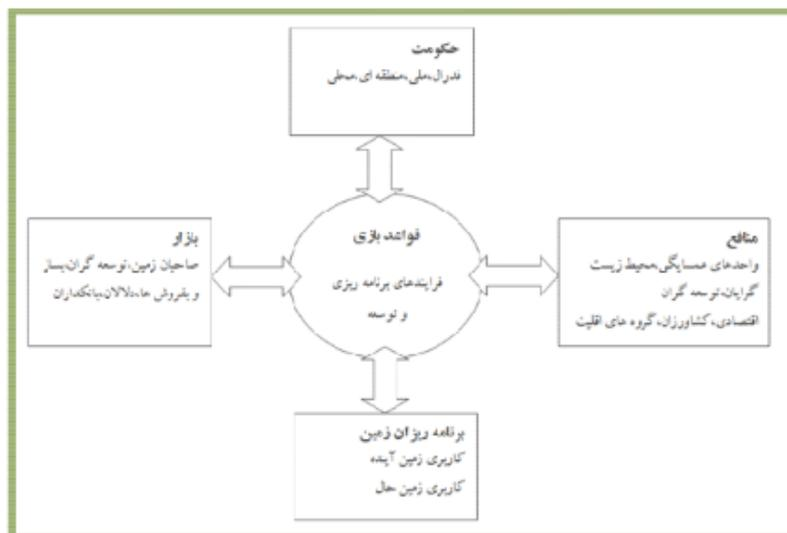 حکومت
فدرال،ملی،منطقه ای،محلی
قواعد بازی
فرایندهای برنامه ریزی
و توسعه
منافع
واحدهای همسایگی،محیط زیست
گرایان،توسعه گران
اقتصادی،کشاورزان،گروه های اقلیت
بازار
صاحبان زمین،توسعه گران،بساز
و بفروش ها،دلالان،بانکداران
برنامه ریزان زمین
کاربری زمین آینده
کاربری زمین حال